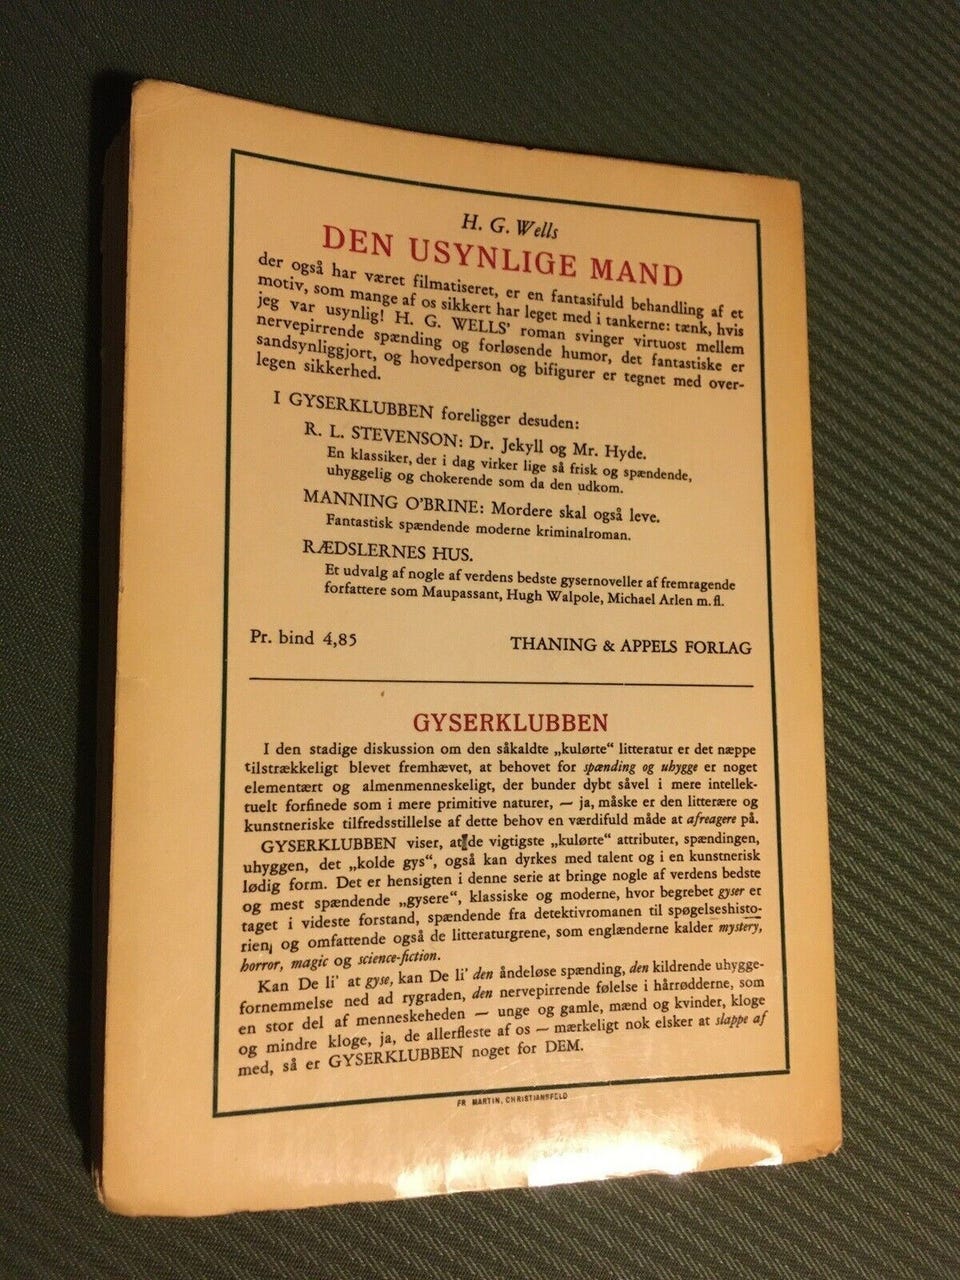 H. G. Wells
DEN USYNLIGE MAND
der også har været filmatiseret, er en fantasifuld behandling af et
motiv, som mange af os sikkert har leget med i tankerne: tænk, hvis
jeg var usynlig! H. G. WELLS' roman svinger virtuost mellem
nervepirrende spænding og forløsende humor, det fantastiske er
sandsynliggjort, og hovedperson og bifigurer er tegnet med over-
legen sikkerhed.
I GYSERKLUBBEN foreligger desuden:
R. L. STEVENSON: Dr. Jekyll og Mr. Hyde.
En klassiker, der i dag virker lige så frisk og spændende,
uhyggelig og chokerende som da den udkom.
MANNING O'BRINE: Mordere skal også leve.
Fantastisk spændende moderne kriminalroman.
RÆDSLERNES HUS.
Et udvalg af nogle af verdens bedste gysernoveller af fremragende
forfattere som Maupassant, Hugh Walpole, Michael Arlen m. fl.
Pr. bind 4,85 THANING & APPELS FORLAG
GYSERKLUBBEN
I den stadige diskussion om den såkaldte „kulørte“ litteratur er det næppe
tilstrækkeligt blevet fremhævet, at behovet for spænding og uhygge er noget
elementært og almenmenneskeligt, der bunder dybt såvel i mere intellek-
tuelt forfinede som i mere primitive naturer, — ja, måske er den litterære og
kunstneriske tilfredsstillelse af dette behov en værdifuld måde at afreagere på.
GYSERKLUBBEN viser, at de vigtigste „kulørte“ attributer, spændingen,
uhyggen, det „kolde gys“, også kan dyrkes med talent og i en kunstnerisk
lødig form. Det er hensigten i denne serie at bringe nogle af verdens bedste
og mest spændende „gysere“, klassiske og moderne, hvor begrebet gyser er
taget i videste forstand, spændende fra detektivromanen til spøgelseshisto-
rien, og omfattende også de litteraturgrene, som englænderne kalder mystery,
horror, magic og science-fiction.
Kan De li' at gyse, kan De li' den åndeløse spænding, den kildrende uhygge-
fornemmelse ned ad rygraden, den nervepirrende følelse i hårrødderne, som
en stor del af menneskeheden — unge og gamle, mænd og kvinder, kloge
og mindre kloge, ja, de allerfleste af os — mærkeligt nok elsker at slappe af
med, så er GYSERKLUBBEN noget for DEM.
FR MARTIN, CHRISTIANSFELD